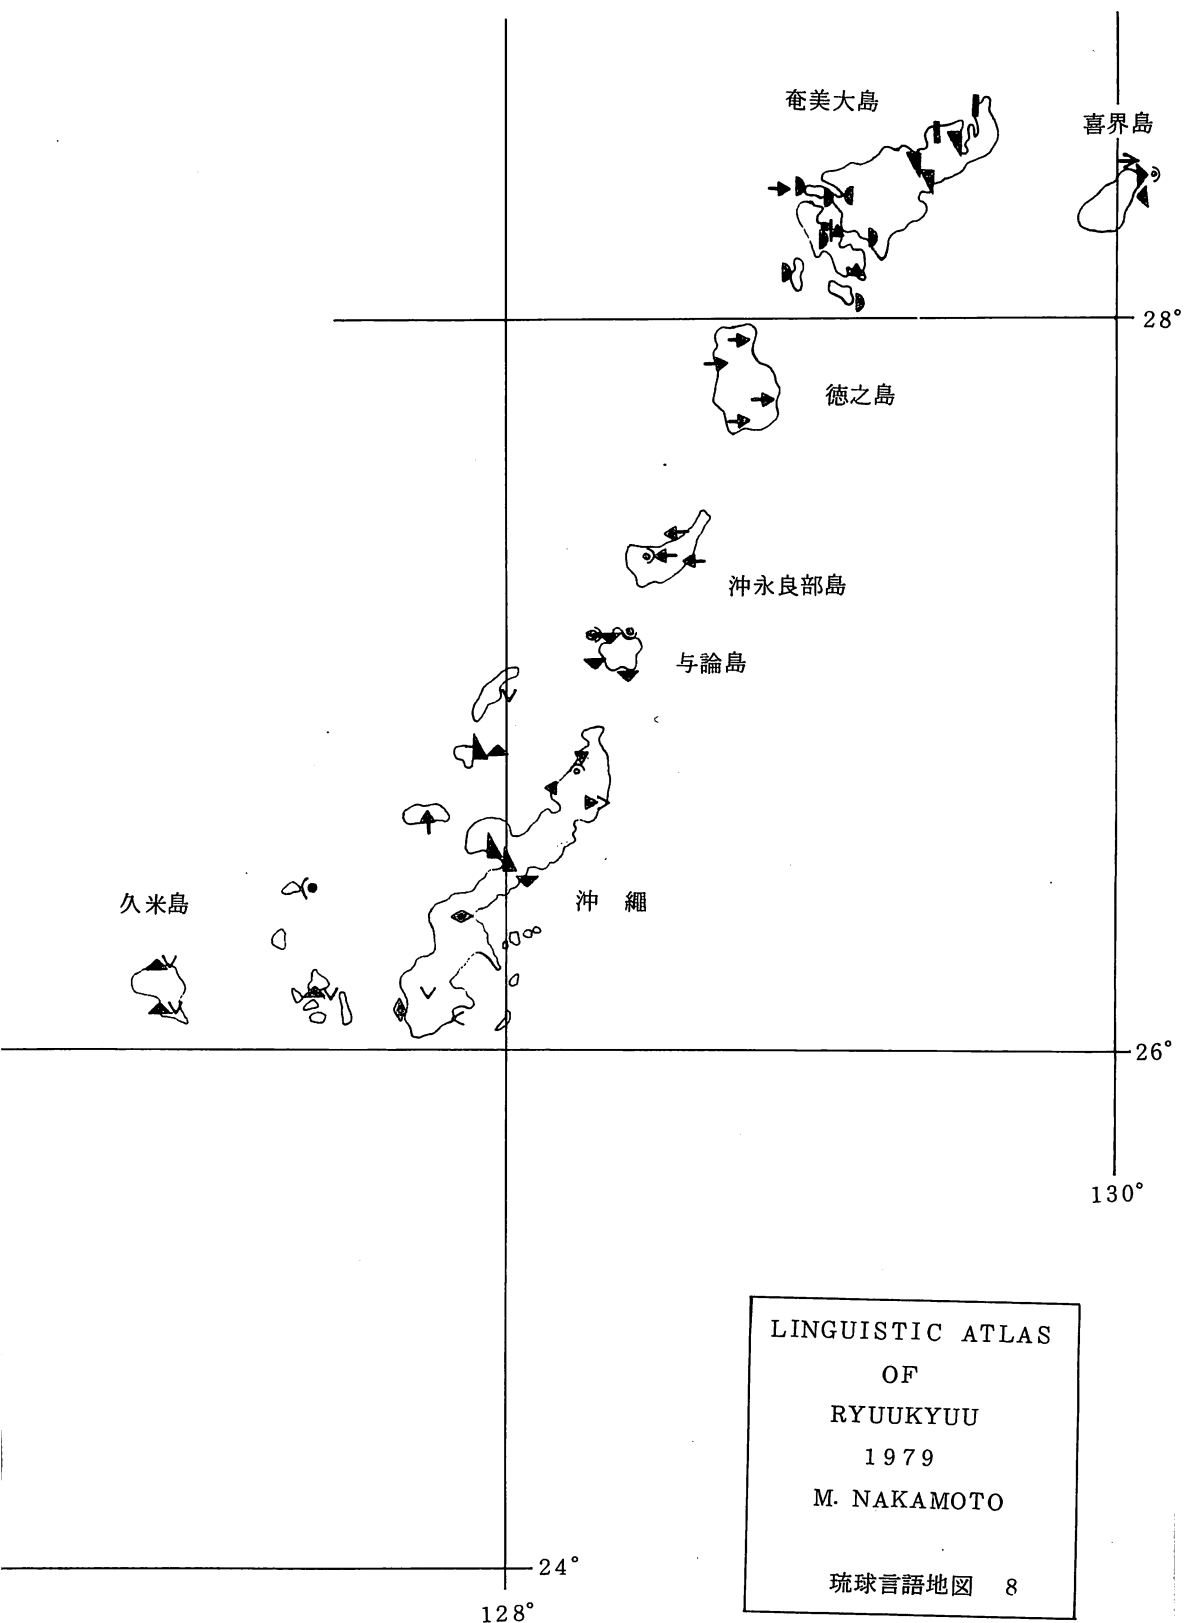 奄美大島
喜界島
28°
徳之島
沖永良部島
与論島
久米島
沖縄
26°
130°
LINGUISTIC ATLAS
OF
RYUUKYUU
1979
M. NAKAMOTO
24°
琉球言語地図 8
128°